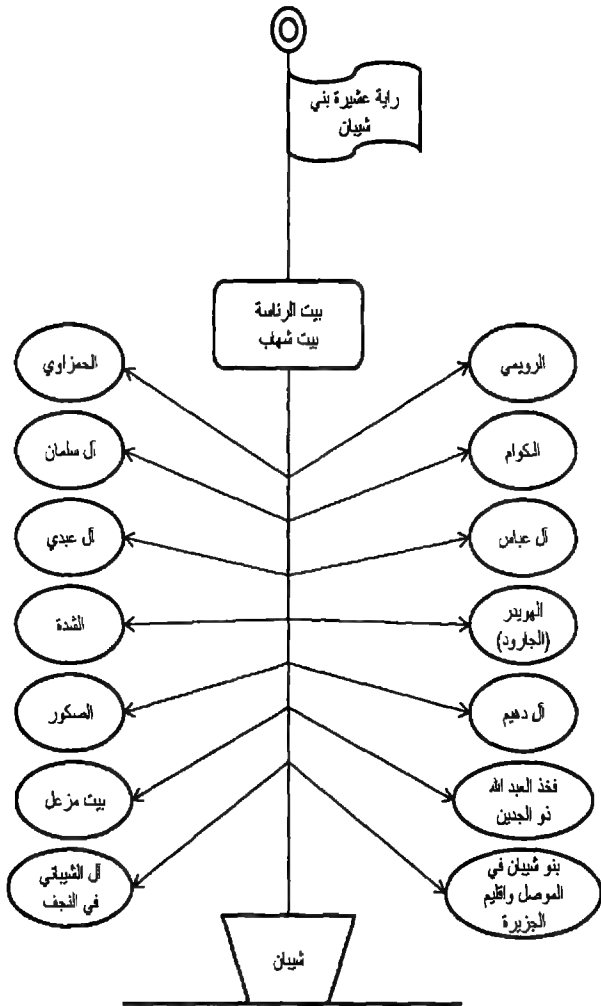 راية عشيرة بني
شيبان
بيت الرئاسة
بيت شهاب
الرويمي
الحمزاوي
الكوام
آل سلمان
آل عباس
آل عبدي
الهويدر
(الجارود)
الشدة
آل دهيم
الصكور
فخذ العبد الله
ذو الجدين
بيت مزعل
بنو شيبان في
الموصل واقليم
الجزيرة
آل الشيباني
في النجف
شيبان